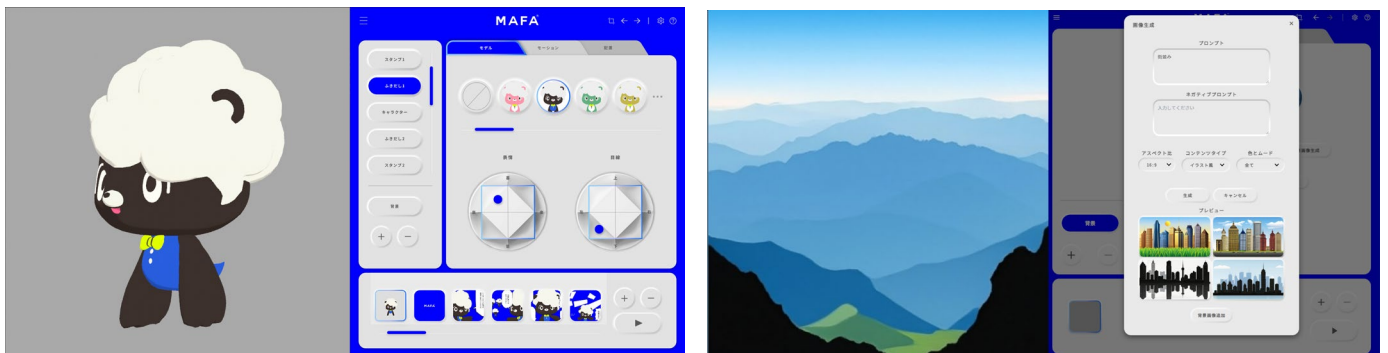 MAFA
スタンプ1
ふきだし1
キャラクター
ふきだし2
スタンプ2
背景
モデル
モーション
背景
表情
目線
喜
上
MAFA
画像生成
プロンプト
街並み
ネガティブプロンプト
入力してください
アスペクト比
コンテンツタイプ
色とムード
16:9
イラスト風
全て
生成
キャンセル
プレビュー
背景画像追加
背景
画像生成